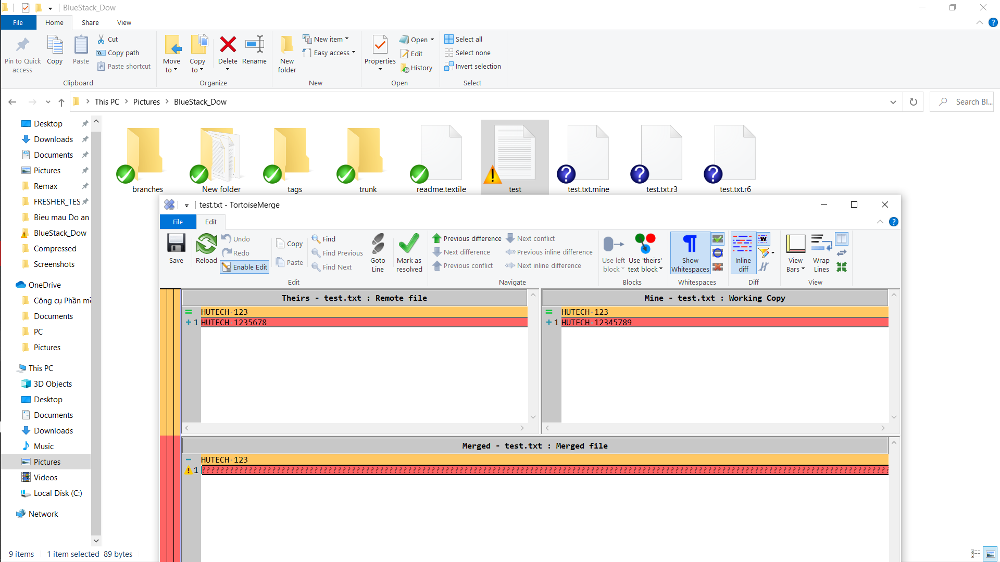 BlueStack_Dow
File Home Share View
Pin to Quick access
Copy
Paste
Cut
Copy path
Paste shortcut
Clipboard
Move to
Copy to
Delete
Rename
Organize
New folder
New item
Easy access
New
Properties
Open
Edit
History
Open
Select all
Select none
Invert selection
Select
This PC > Pictures > BlueStack_Dow
Search Bl...
Desktop
Downloads
Documents
Pictures
Remax
FRESHER_TES
Bieu mau Do an
BlueStack_Dow
Compressed
Screenshots
OneDrive
Công cụ Phần mề
Documents
PC
Pictures
This PC
3D Objects
Desktop
Documents
Downloads
Music
Pictures
Videos
Local Disk (C:)
Network
branches
New folder
tags
trunk
readme.textile
test
test.txt.mine
test.txt.r3
test.txt.r6
test.txt - TortoiseMerge
File Edit
Save
Reload
Undo
Redo
Enable Edit
Copy
Paste
Find
Find Previous
Find Next
Goto Line
Mark as resolved
Edit
Previous difference
Next difference
Previous conflict
Next conflict
Previous inline difference
Next inline difference
Navigate
Use left block
Use 'theirs' text block
Blocks
Show Whitespaces
Whitespaces
Inline diff
Diff
View Bars
Wrap Lines
View
Theirs - test.txt : Remote file
HUTECH 123
1 HUTECH 1235678
Mine - test.txt : Working Copy
HUTECH 123
1 HUTECH 12345789
Merged - test.txt : Merged file
HUTECH 123
1 ????????????????????????????????????????????????????????????????????????????????????????????????????????????????????????????????????????????????????
9 items 1 item selected 89 bytes